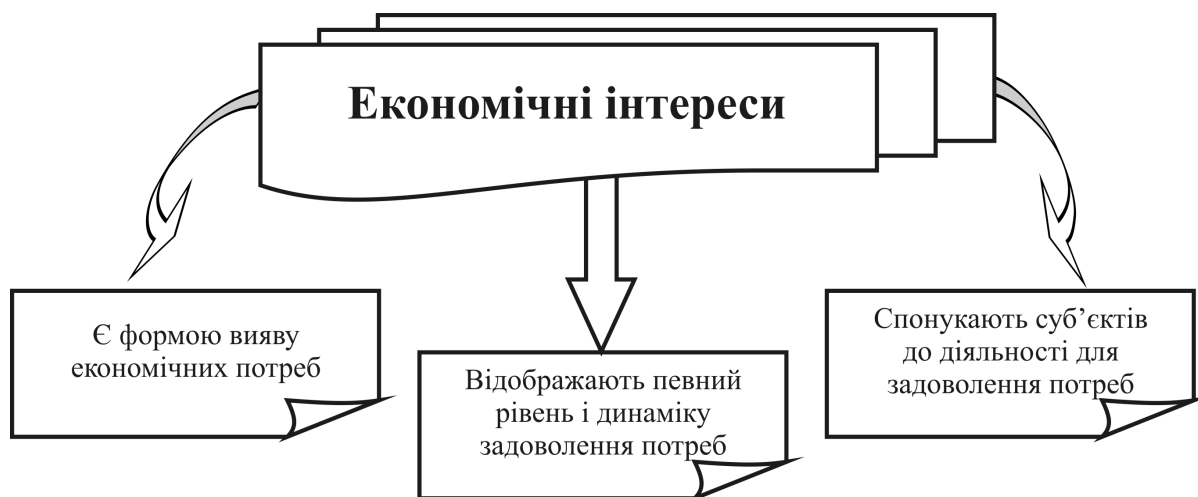 Економічні інтереси
Є формою вияву
економічних потреб
Відображають певний
рівень і динаміку
задоволення потреб
Спонукають суб’єктів
до діяльності для
задоволення потреб